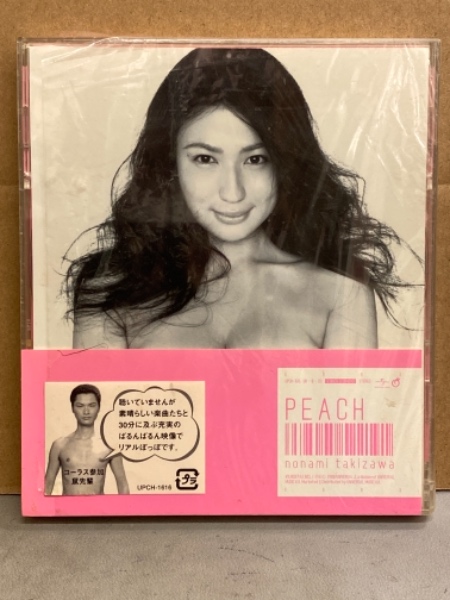 PEACH
nonami takizawa
聴いていませんが
素晴らしい楽曲たちと
30分に及ぶ充実の
ぱるんぱるん映像で
リアルぽっぽです。
コーラス参加
夏先輩
UPCH-1616